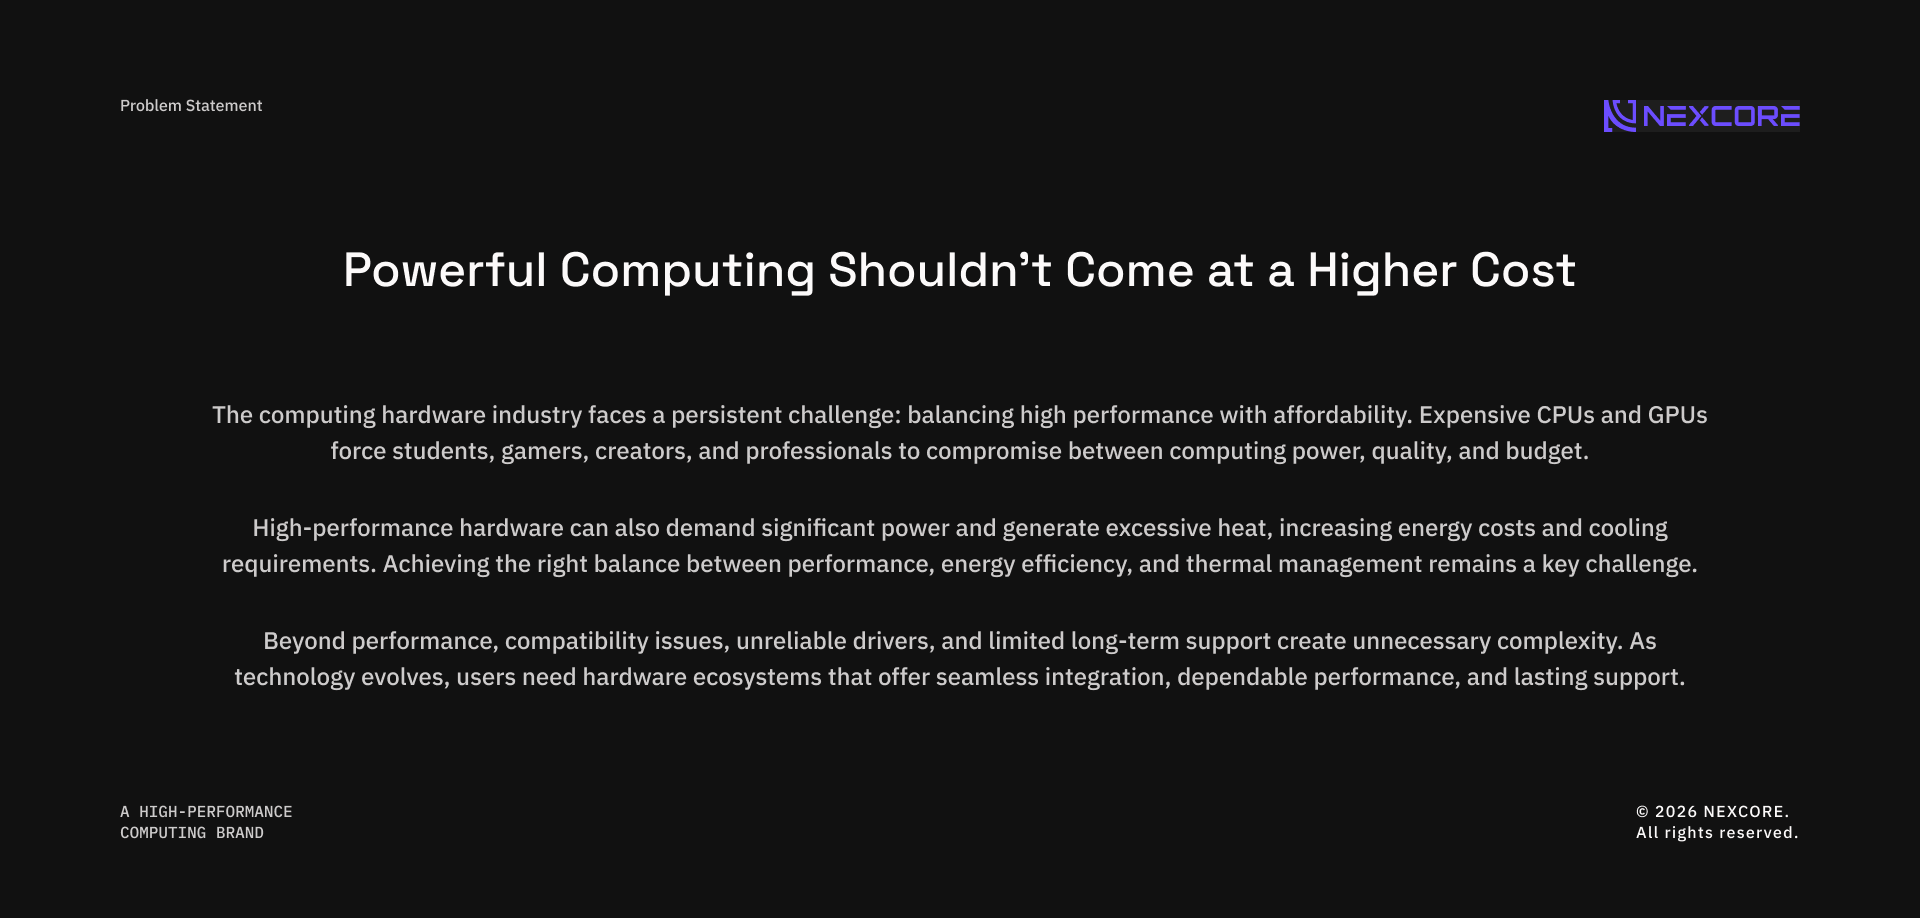 Problem Statement
NEXCORE
Powerful Computing Shouldn’t Come at a Higher Cost
The computing hardware industry faces a persistent challenge: balancing high performance with affordability. Expensive CPUs and GPUs
force students, gamers, creators, and professionals to compromise between computing power, quality, and budget.
High-performance hardware can also demand significant power and generate excessive heat, increasing energy costs and cooling
requirements. Achieving the right balance between performance, energy efficiency, and thermal management remains a key challenge.
Beyond performance, compatibility issues, unreliable drivers, and limited long-term support create unnecessary complexity. As
technology evolves, users need hardware ecosystems that offer seamless integration, dependable performance, and lasting support.
A HIGH-PERFORMANCE
COMPUTING BRAND
© 2026 NEXCORE.
All rights reserved.